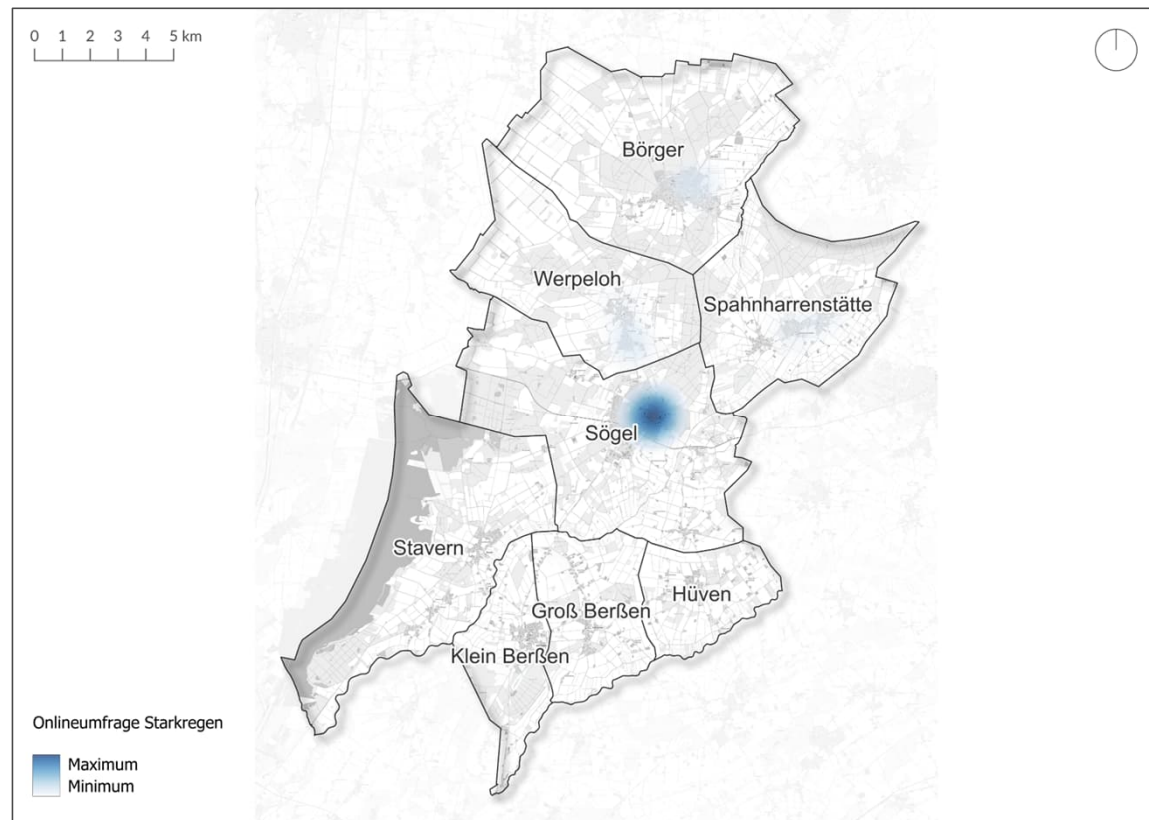 0 1 2 3 4 5 km
Börger
Werpeloh
Spahnharrenstätte
Sögel
Stavern
Hüven
Groß Berßen
Klein Berßen
Onlineumfrage Starkregen
Maximum
Minimum